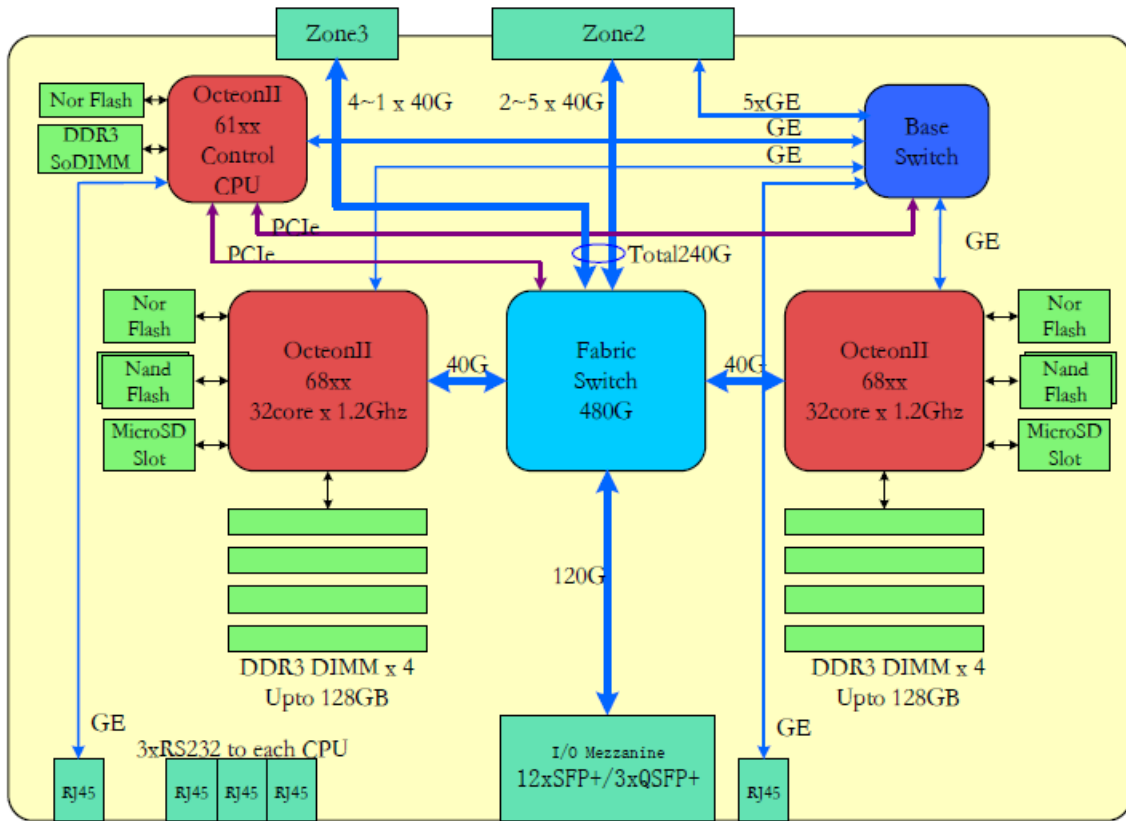 Zone3
Zone2
Nor Flash
DDR3
SoDIMM
OcteonII
61xx
Control
CPU
4~1 x 40G
2~5 x 40G
5xGE
GE
GE
Base
Switch
PCIe
PCIe
Total240G
GE
Nor
Flash
Nand
Flash
MicroSD
Slot
OcteonII
68xx
32core x 1.2Ghz
40G
Fabric
Switch
480G
40G
OcteonII
68xx
32core x 1.2Ghz
Nor
Flash
Nand
Flash
MicroSD
Slot
120G
DDR3 DIMM x 4
Upto 128GB
DDR3 DIMM x 4
Upto 128GB
GE
3xRS232 to each CPU
GE
RJ45
RJ45
RJ45
RJ45
I/O Mezzanine
12xSFP+/3xQSFP+
RJ45